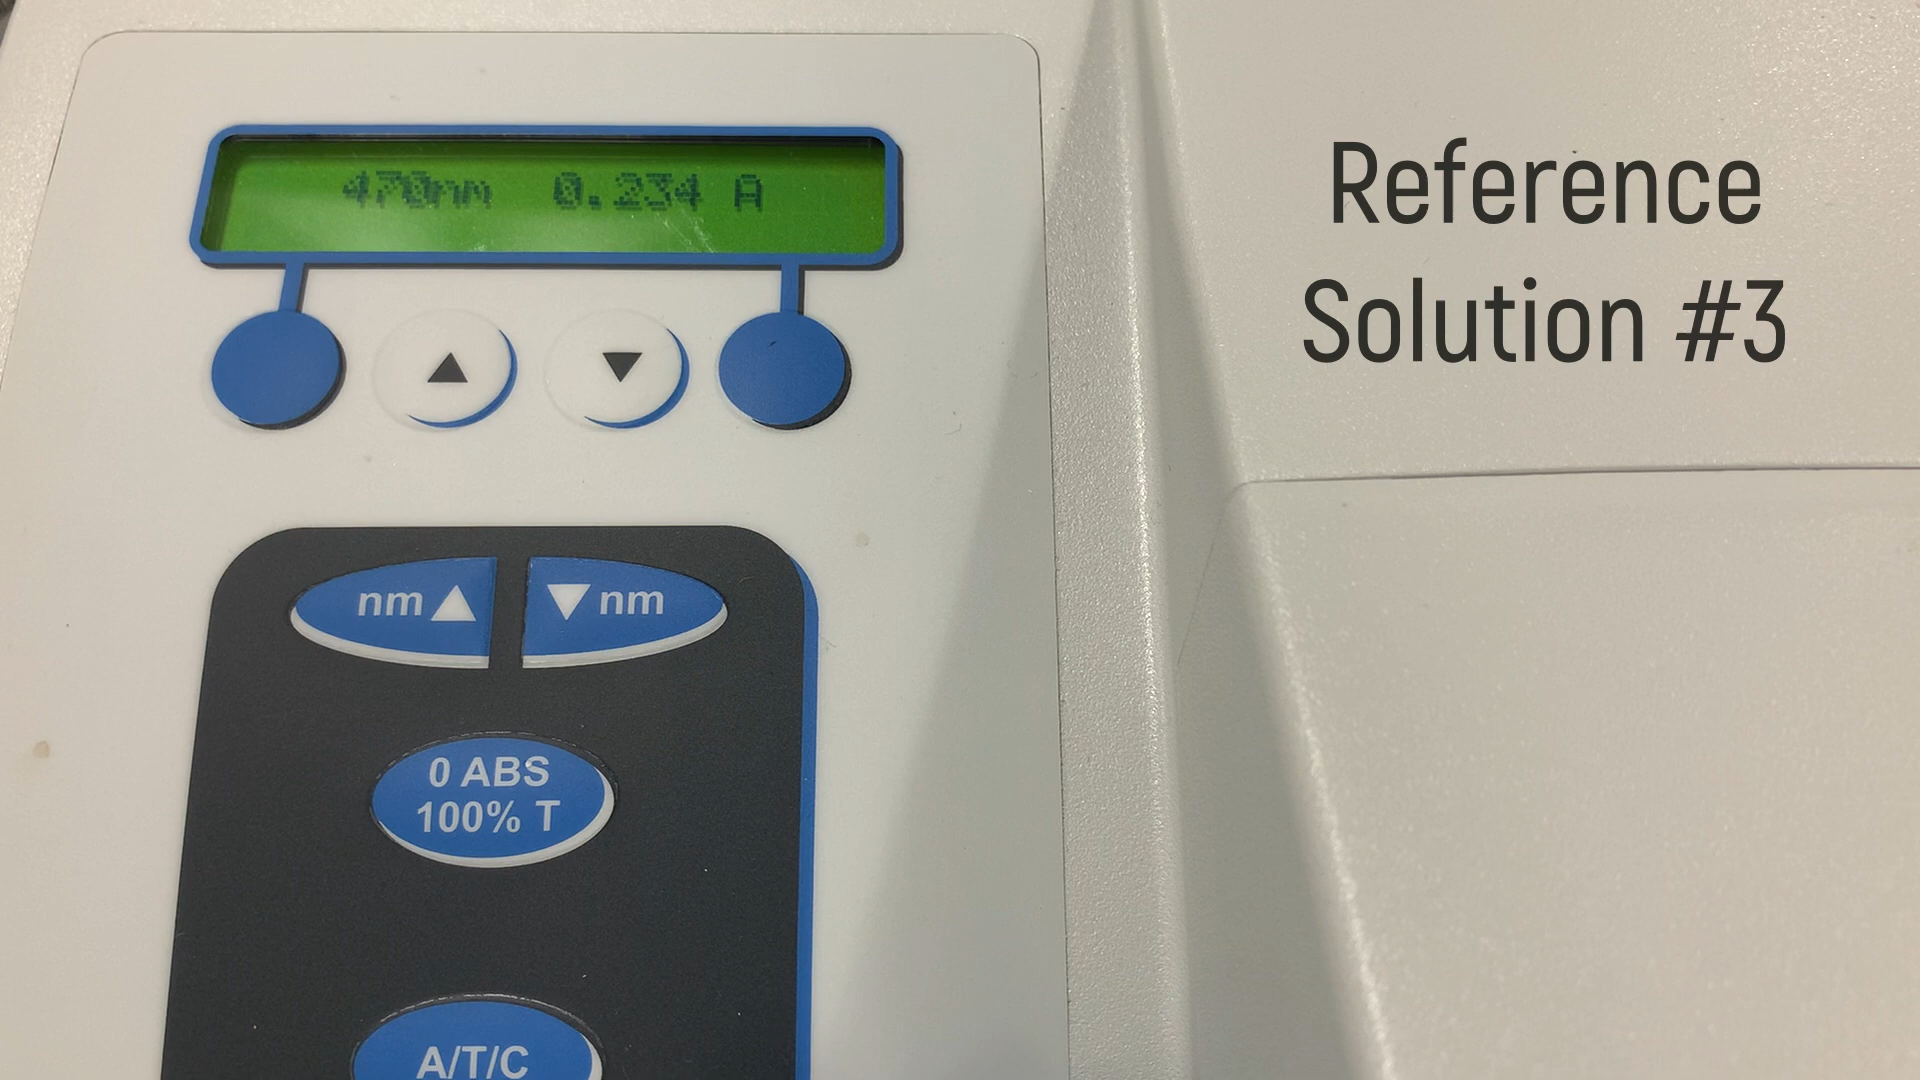 470nm 0.234 A
Reference
Solution #3
nm▲ ▼nm
0 ABS
100% T
A/T/C